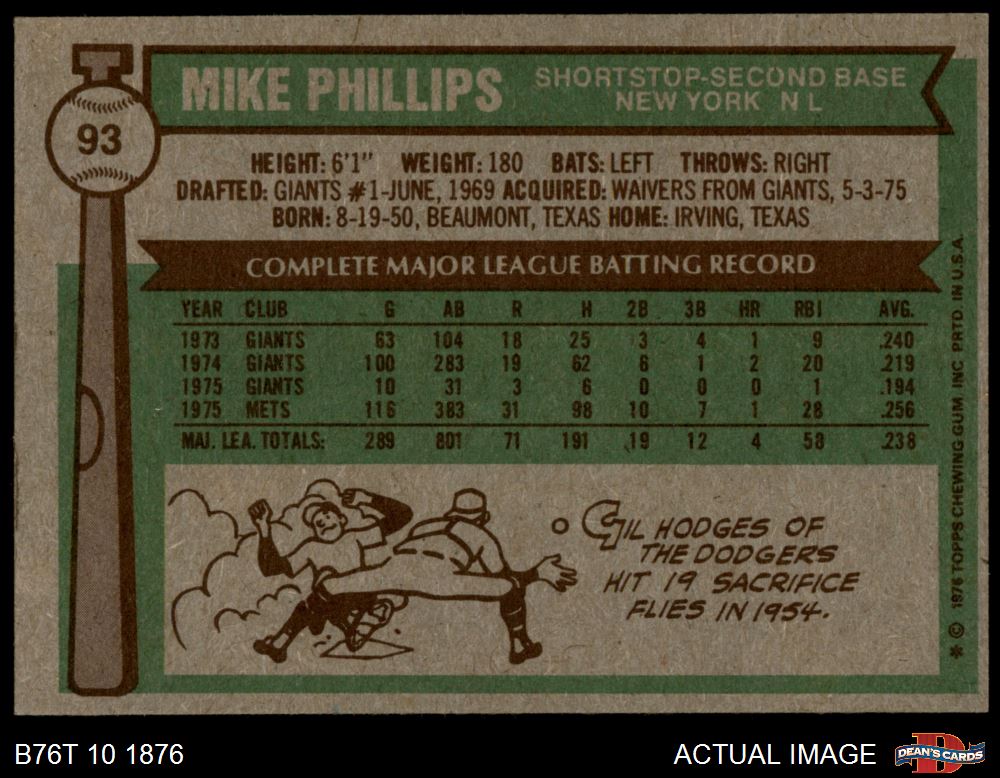 MIKE PHILLIPS
SHORTSTOP-SECOND BASE
NEW YORK N L
93
HEIGHT: 6'1" WEIGHT: 180 BATS: LEFT THROWS: RIGHT
DRAFTED: GIANTS #1-JUNE, 1969 ACQUIRED: WAIVERS FROM GIANTS, 5-3-75
BORN: 8-19-50, BEAUMONT, TEXAS HOME: IRVING, TEXAS
COMPLETE MAJOR LEAGUE BATTING RECORD
YEAR CLUB G AB R H 2B 3B HR RBI AVG.
1973 GIANTS 63 104 18 25 3 4 1 9 .240
1974 GIANTS 100 283 19 62 6 1 2 20 .219
1975 GIANTS 10 31 3 6 0 0 0 1 .194
1975 METS 116 383 31 98 10 7 1 28 .256
MAJ. LEA. TOTALS: 289 801 71 191 19 12 4 58 .238
GIL HODGES OF
THE DODGERS
HIT 19 SACRIFICE
FLIES IN 1954.
* © 1976 TOPPS CHEWING GUM, INC. PRTD. IN U.S.A.
B76T 10 1876
ACTUAL IMAGE
D
DEAN'S CARDS